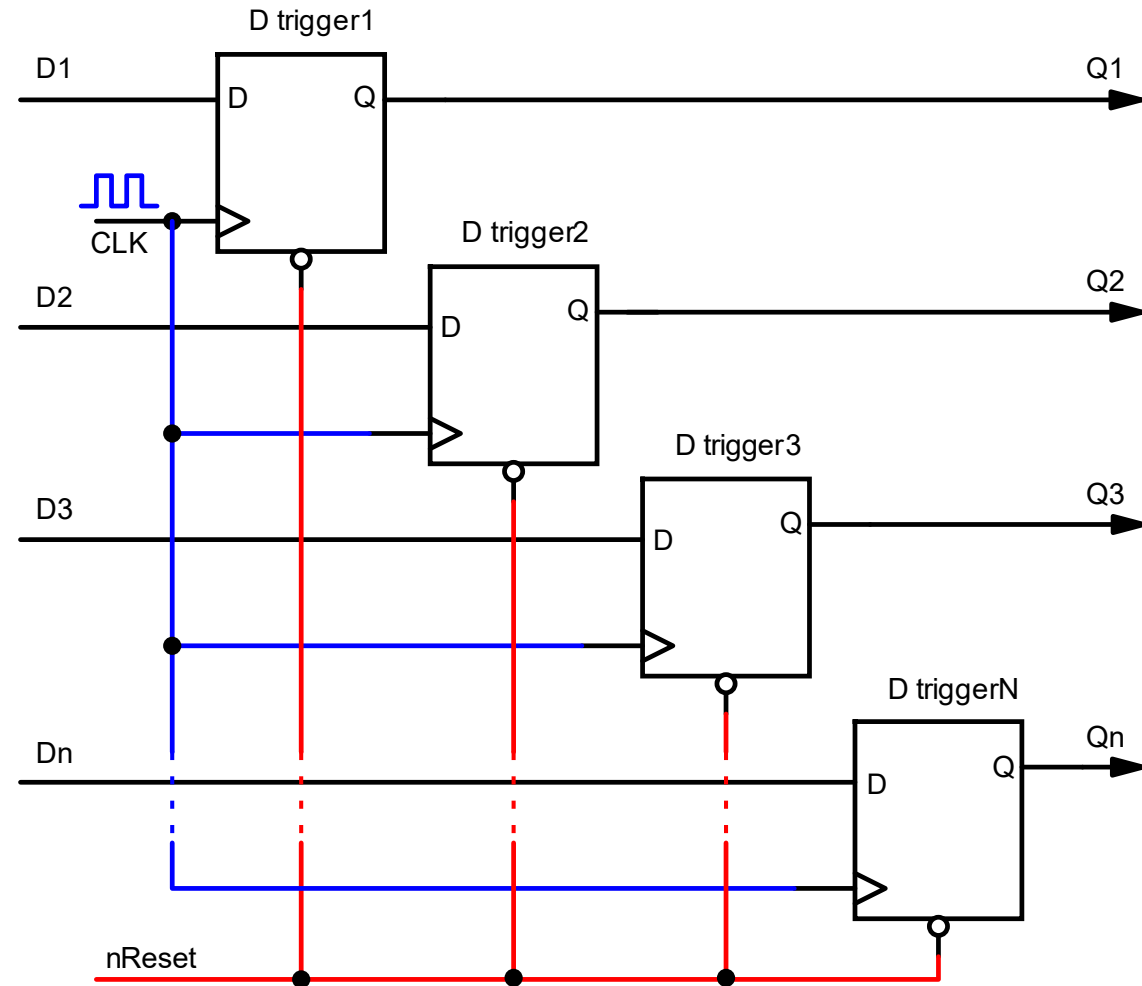 D trigger1
D1
Q1
D
Q
CLK
D trigger2
D2
Q2
D
Q
D trigger3
D3
Q3
D
Q
D triggerN
Dn
Qn
D
Q
nReset